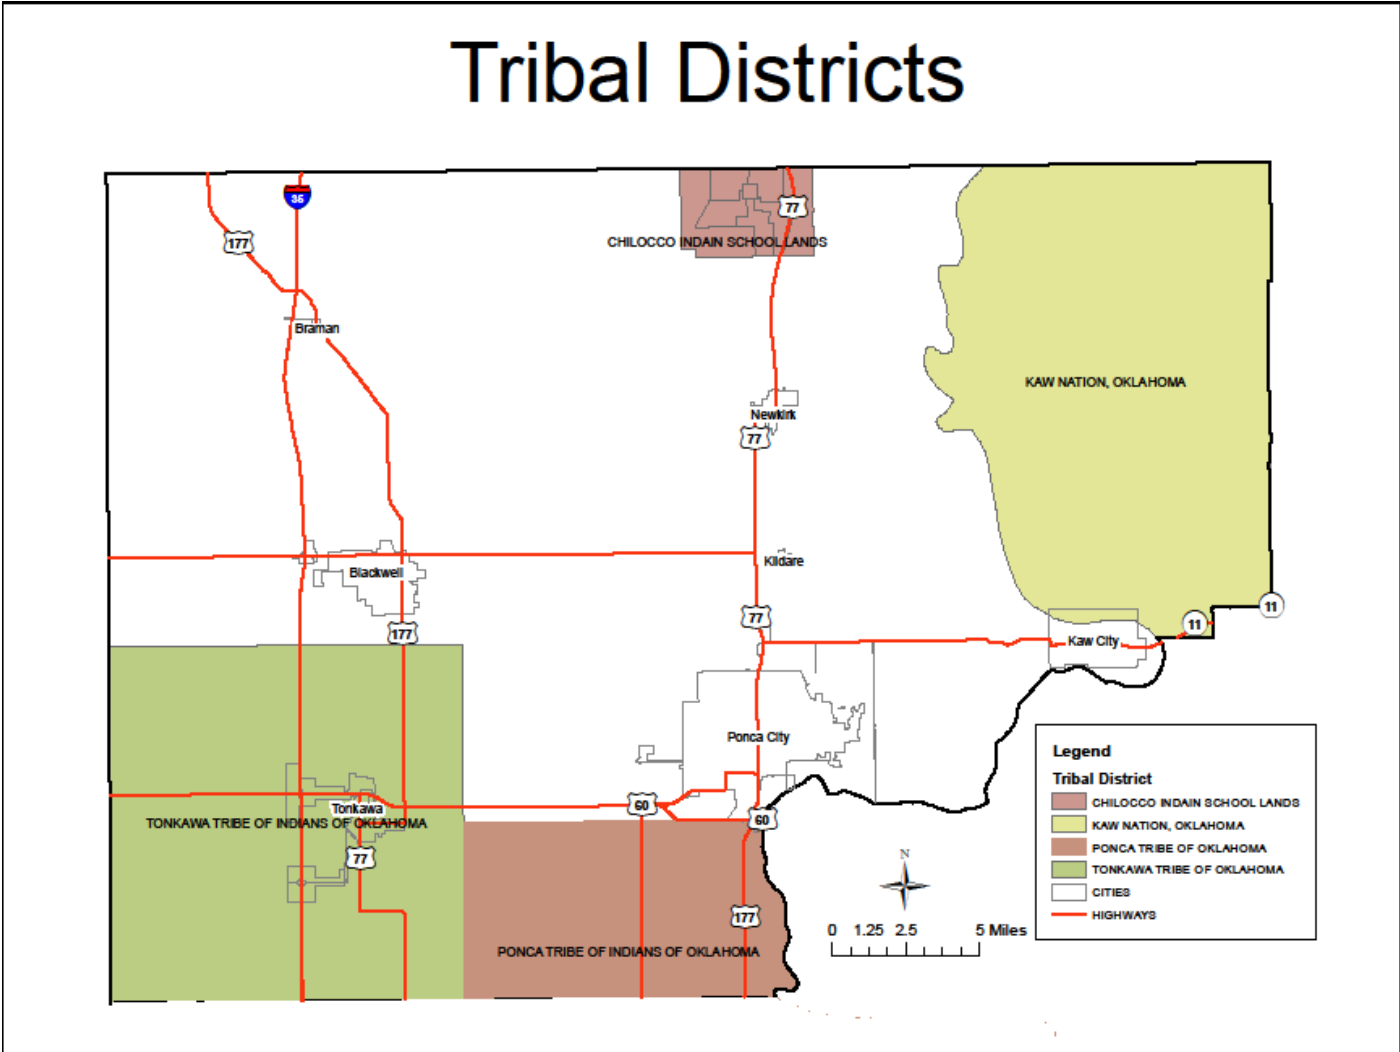 Tribal Districts
35
177
77
CHILOCCO INDAIN SCHOOL LANDS
Braman
KAW NATION, OKLAHOMA
Newkirk
77
Kildare
Blackwell
77
11
11
177
Kaw City
Ponca City
Legend
Tribal District
CHILOCCO INDAIN SCHOOL LANDS
KAW NATION, OKLAHOMA
PONCA TRIBE OF OKLAHOMA
TONKAWA TRIBE OF OKLAHOMA
CITIES
HIGHWAYS
60
Tonkawa
60
TONKAWA TRIBE OF INDIANS OF OKLAHOMA
77
N
177
0 1.25 2.5 5 Miles
PONCA TRIBE OF INDIANS OF OKLAHOMA